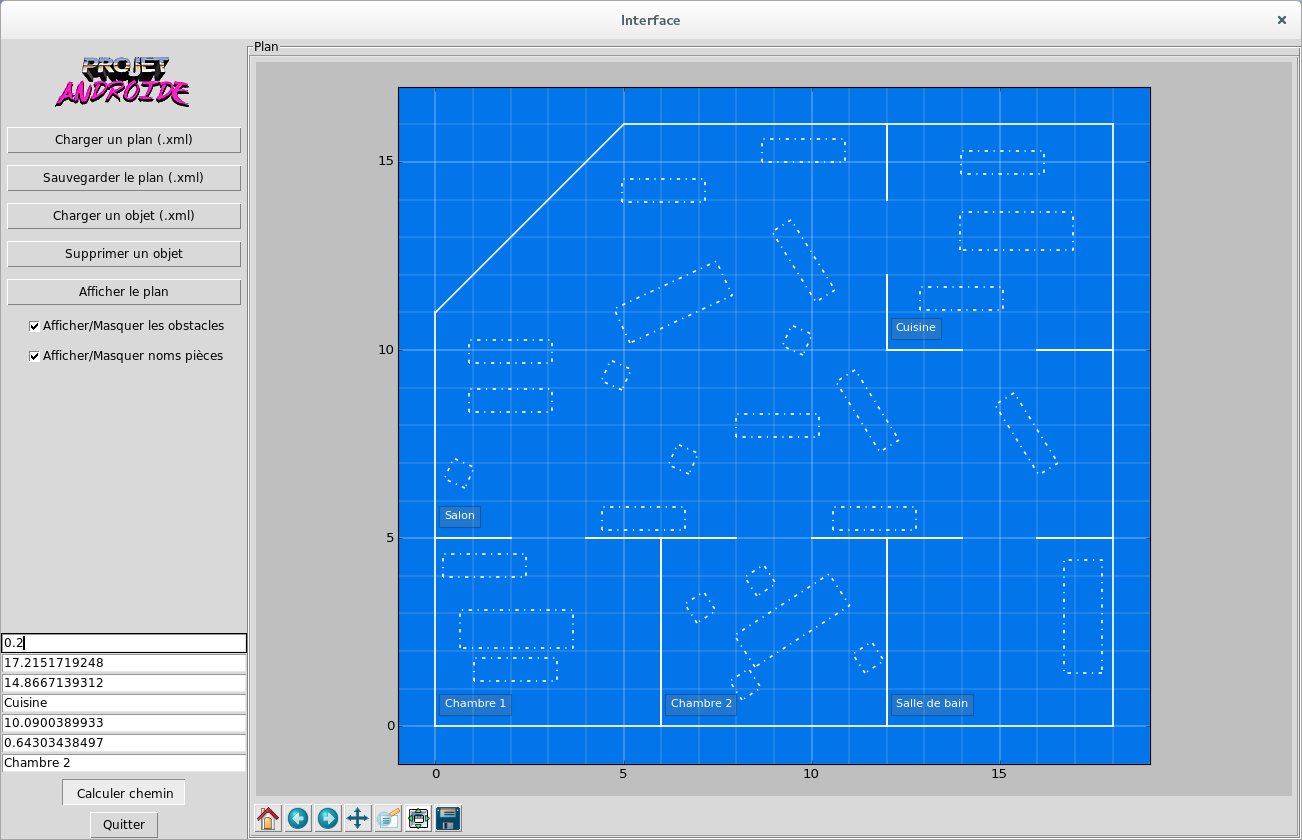 Interface
PROJET
ANDROIDE
Charger un plan (.xml)
Sauvegarder le plan (.xml)
Charger un objet (.xml)
Supprimer un objet
Afficher le plan
Afficher/Masquer les obstacles
Afficher/Masquer noms pièces
0.2
17.2151719248
14.8667139312
Cuisine
10.0900389933
0.64303438497
Chambre 2
Calculer chemin
Quitter
Plan
15
10
5
0
Cuisine
Salon
Chambre 1
Chambre 2
Salle de bain
0
5
10
15